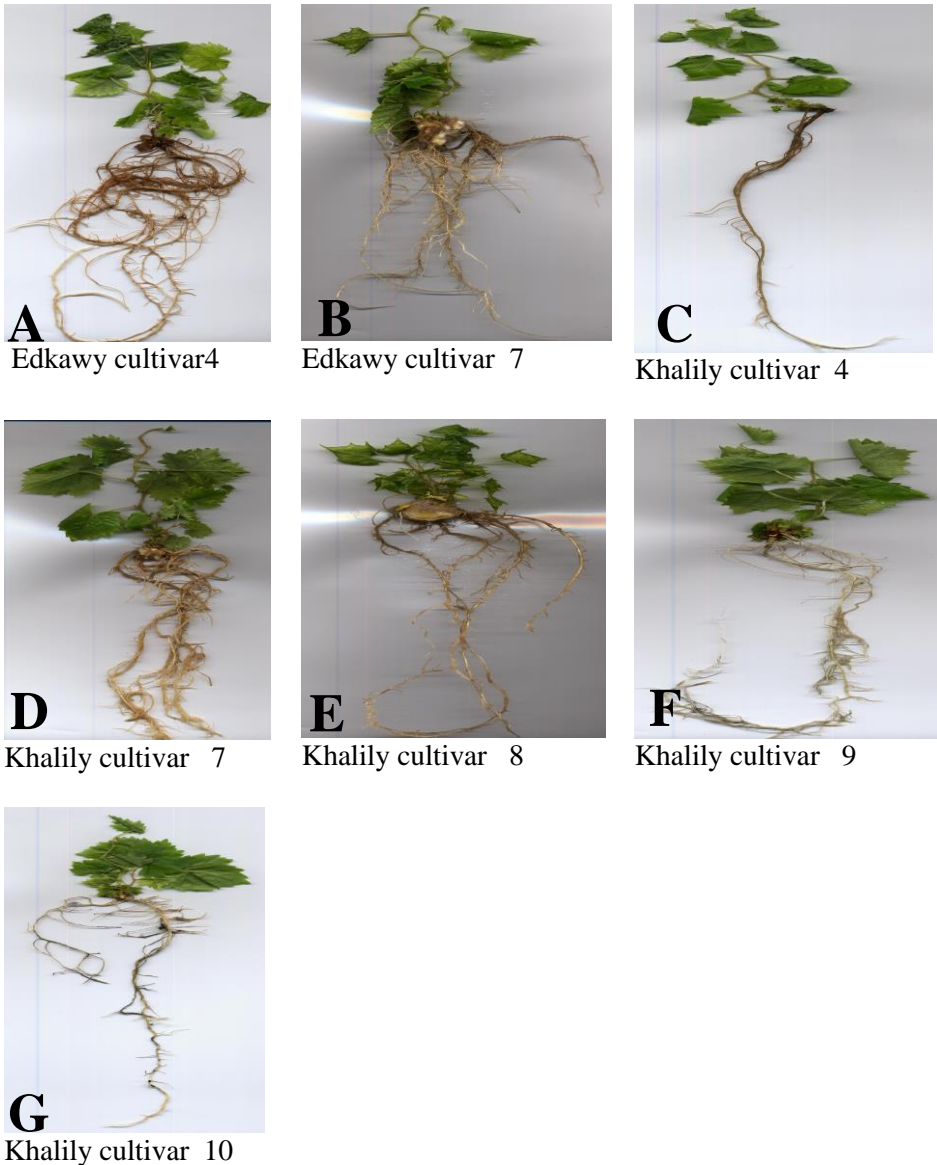 A
Edkawy cultivar4
B
Edkawy cultivar 7
C
Khalily cultivar 4
D
Khalily cultivar 7
E
Khalily cultivar 8
F
Khalily cultivar 9
G
Khalily cultivar 10